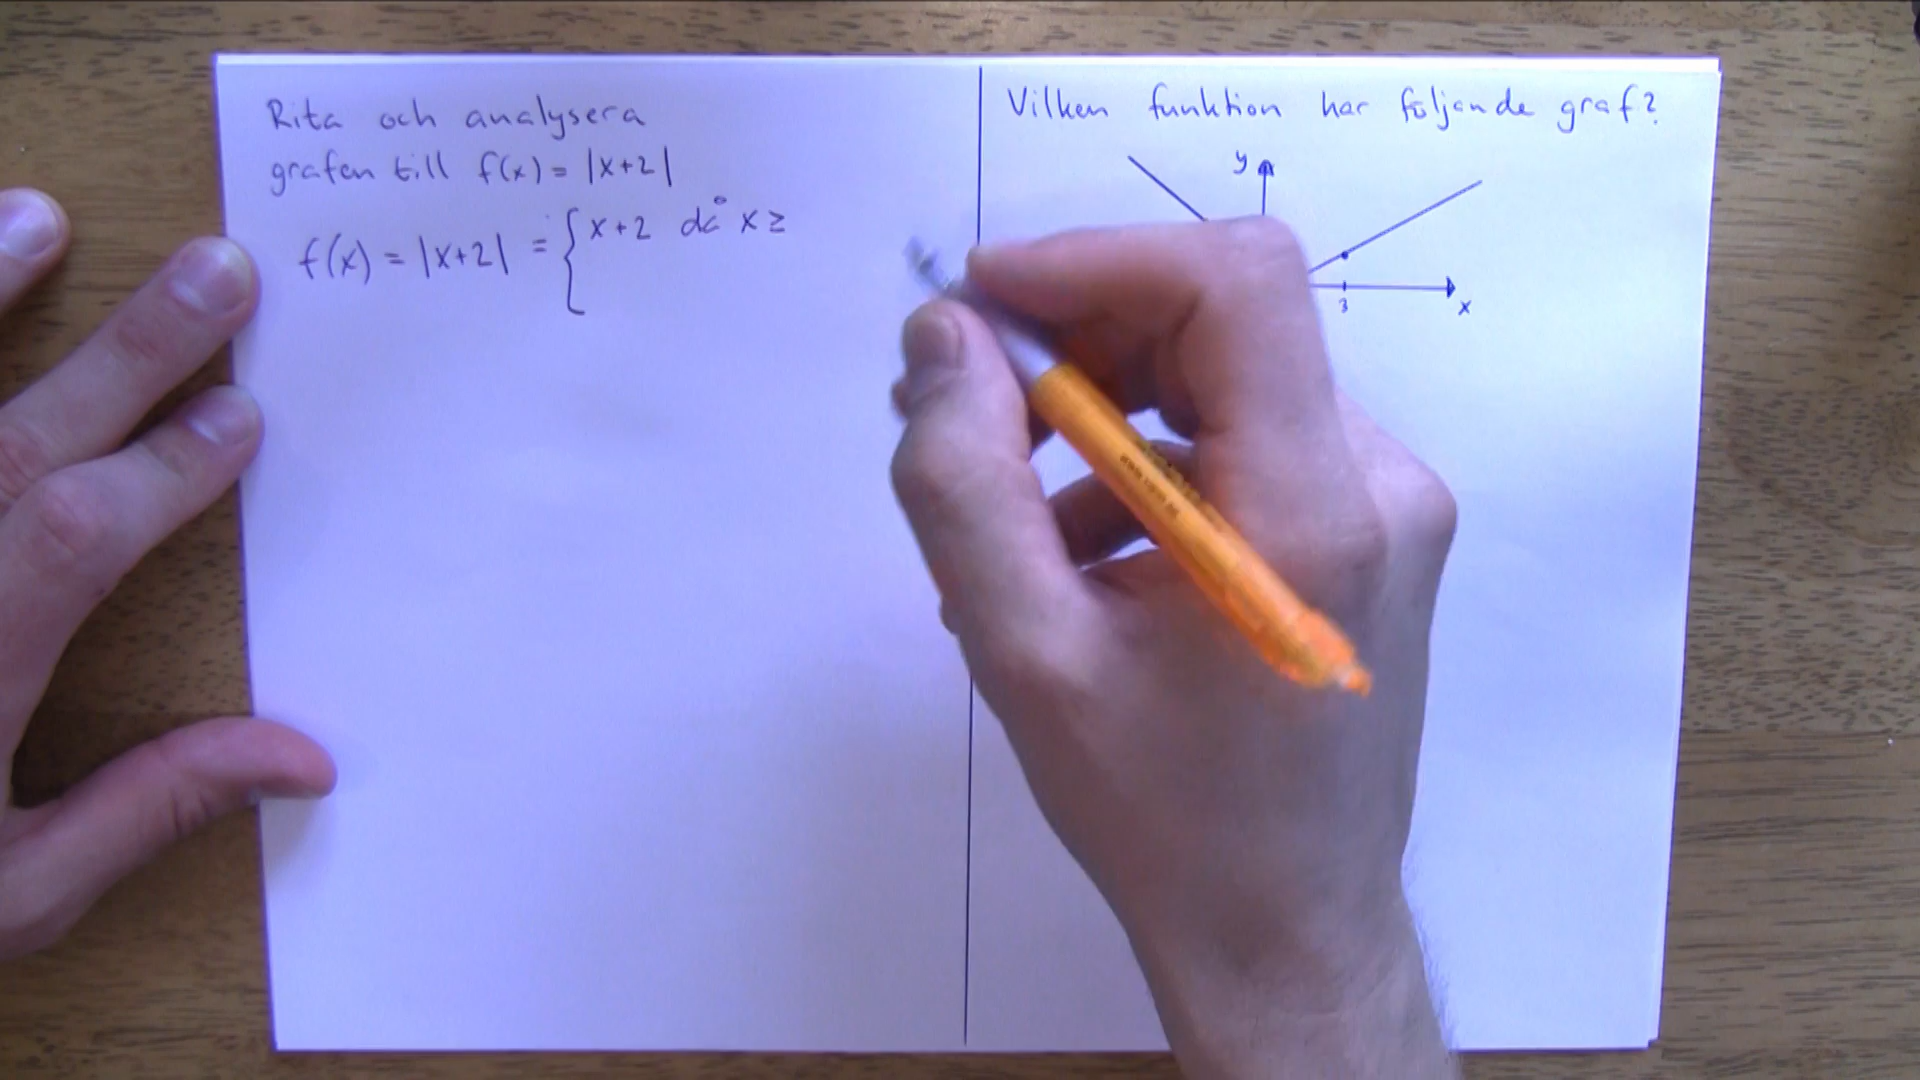 Rita och analysera
grafen till f(x) = |x+2|
f(x) = |x+2| = { x+2 då x ≥
Vilken funktion har följande graf?
y
3
x